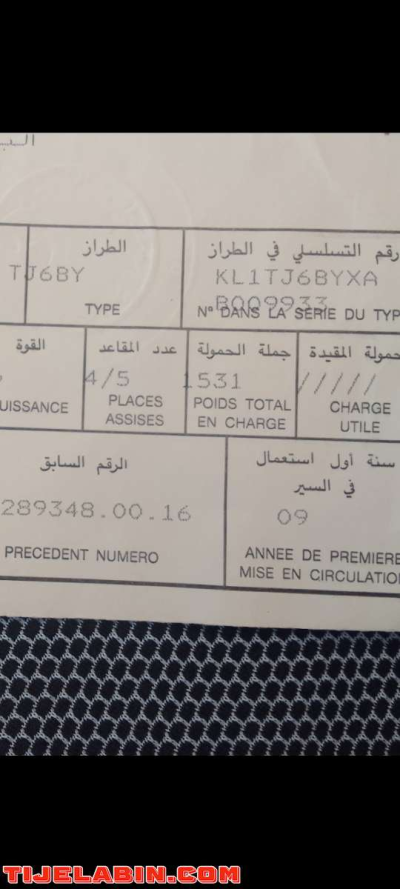 الطراز
رقم التسلسلي في الطراز
TJ6BY
KL1TJ6BYXA
B009933
TYPE
N° DANS LA SERIE DU TYP
القوة
عدد المقاعد
جملة الحمولة
حمولة المقيدة
4/5
1531
/////
UISSANCE
PLACES
ASSISES
POIDS TOTAL
EN CHARGE
CHARGE
UTILE
الرقم السابق
سنة أول استعمال
في السير
289348.00.16
09
PRECEDENT NUMERO
ANNEE DE PREMIERE
MISE EN CIRCULATION
TIJELABIN.COM